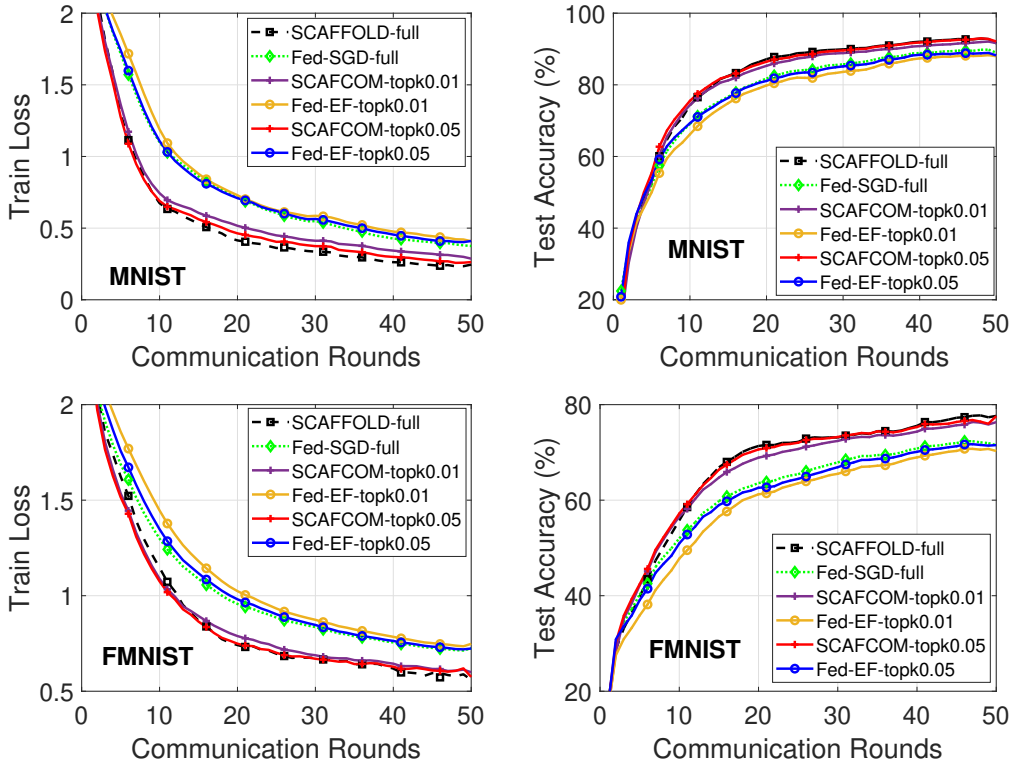 2
1.5
1
0.5
0
Train Loss
0 10 20 30 40 50
Communication Rounds
SCAFFOLD-full
Fed-SGD-full
SCAFCOM-topk0.01
Fed-EF-topk0.01
SCAFCOM-topk0.05
Fed-EF-topk0.05
MNIST
100
80
60
40
20
Test Accuracy (%)
0 10 20 30 40 50
Communication Rounds
SCAFFOLD-full
Fed-SGD-full
SCAFCOM-topk0.01
Fed-EF-topk0.01
SCAFCOM-topk0.05
Fed-EF-topk0.05
MNIST
2
1.5
1
0.5
Train Loss
0 10 20 30 40 50
Communication Rounds
SCAFFOLD-full
Fed-SGD-full
SCAFCOM-topk0.01
Fed-EF-topk0.01
SCAFCOM-topk0.05
Fed-EF-topk0.05
FMNIST
80
60
40
20
Test Accuracy (%)
0 10 20 30 40 50
Communication Rounds
SCAFFOLD-full
Fed-SGD-full
SCAFCOM-topk0.01
Fed-EF-topk0.01
SCAFCOM-topk0.05
Fed-EF-topk0.05
FMNIST